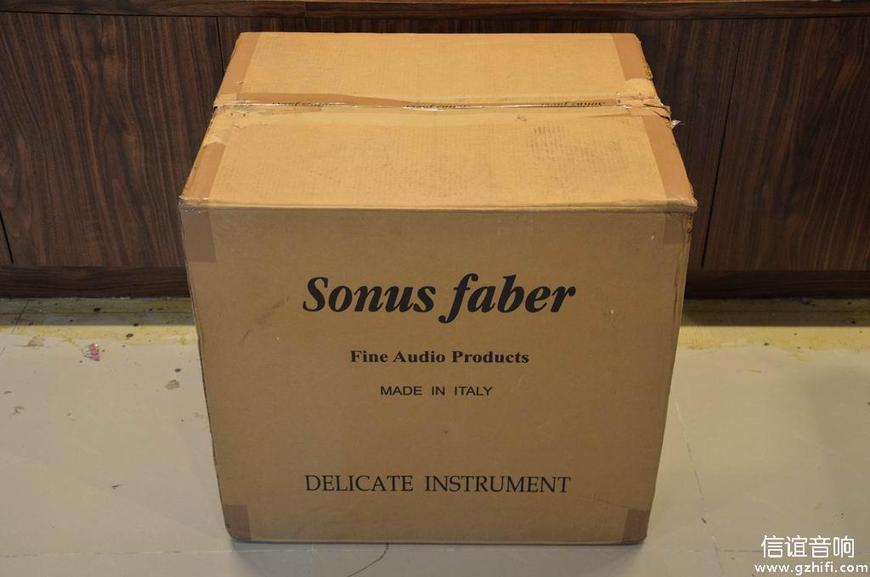 Sonus faber
Fine Audio Products
MADE IN ITALY
DELICATE INSTRUMENT
信谊音响
www.gzhifi.com